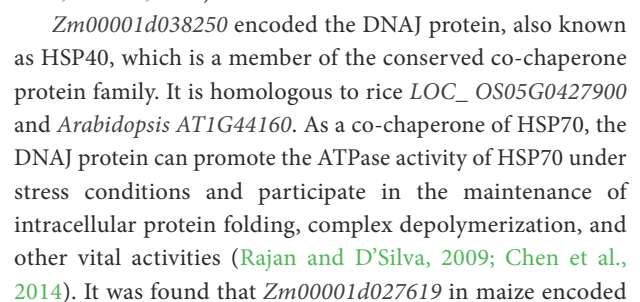 Zm00001d038250 encoded the DNAJ protein, also known
as HSP40, which is a member of the conserved co-chaperone
protein family. It is homologous to rice LOC_ OS05G0427900
and Arabidopsis AT1G44160. As a co-chaperone of HSP70, the
DNAJ protein can promote the ATPase activity of HSP70 under
stress conditions and participate in the maintenance of
intracellular protein folding, complex depolymerization, and
other vital activities (Rajan and D’Silva, 2009; Chen et al.,
2014). It was found that Zm00001d027619 in maize encoded